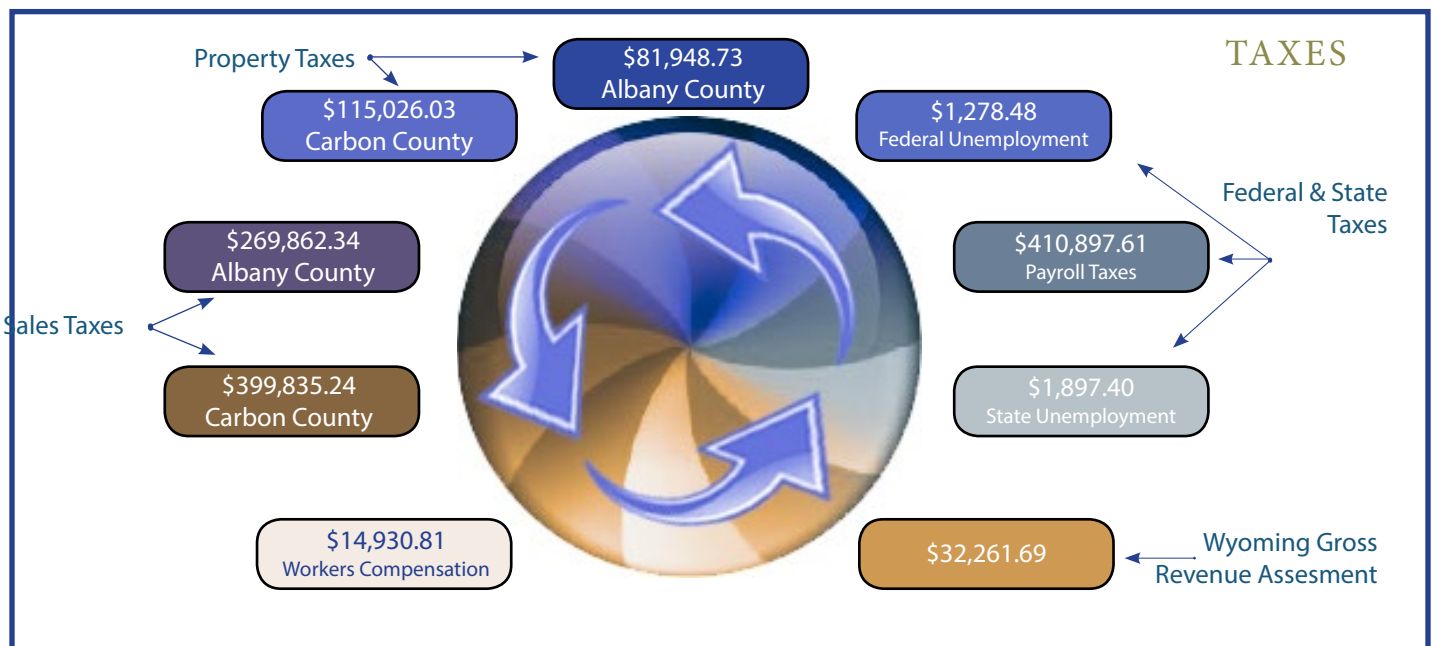 TAXES
Property Taxes
$81,948.73
Albany County
$115,026.03
Carbon County
$1,278.48
Federal Unemployment
Federal & State
Taxes
$269,862.34
Albany County
$410,897.61
Payroll Taxes
Sales Taxes
$399,835.24
Carbon County
$1,897.40
State Unemployment
$14,930.81
Workers Compensation
$32,261.69
Wyoming Gross
Revenue Assesment